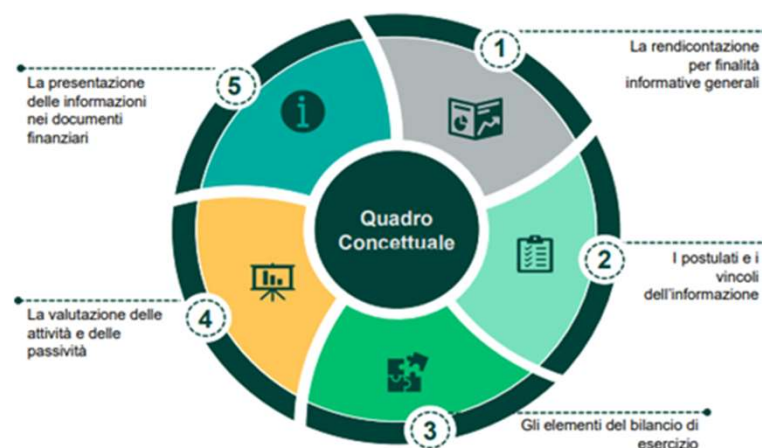 Quadro
Concettuale
1
La rendicontazione
per finalità
informative generali
2
I postulati e i
vincoli
dell'informazione
3
Gli elementi del bilancio di
esercizio
4
La valutazione delle
attività e delle
passività
5
La presentazione
delle informazioni
nei documenti
finanziari